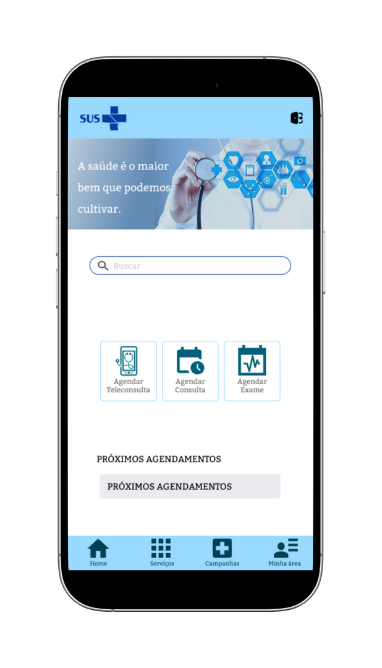 SUS
A saúde é o maior
bem que podemos
cultivar.
Buscar
Agendar
Teleconsulta
Agendar
Consulta
Agendar
Exame
PRÓXIMOS AGENDAMENTOS
PRÓXIMOS AGENDAMENTOS
Home
Serviços
Campanhas
Minha área